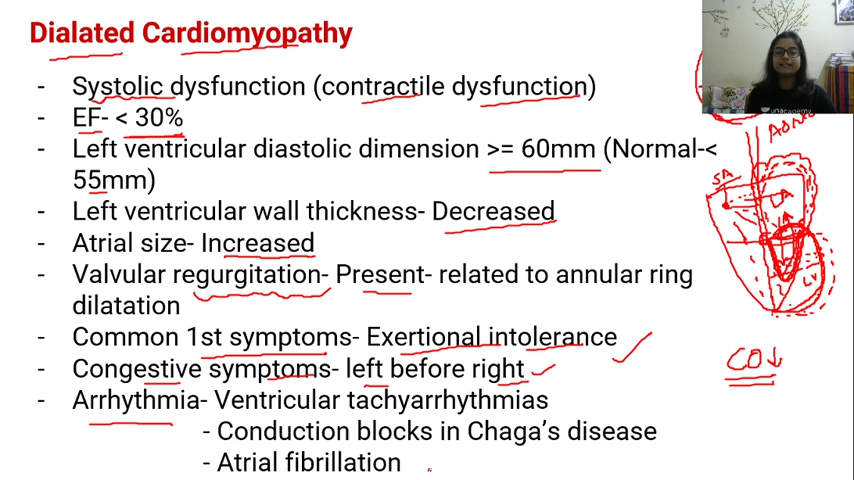 Dialated Cardiomyopathy
- Systolic dysfunction (contractile dysfunction)
- EF- < 30%
- Left ventricular diastolic dimension >= 60mm (Normal-<
55mm)
- Left ventricular wall thickness- Decreased
- Atrial size- Increased
- Valvular regurgitation- Present- related to annular ring
dilatation
- Common 1st symptoms- Exertional intolerance
- Congestive symptoms- left before right
- Arrhythmia- Ventricular tachyarrhythmias
- Conduction blocks in Chaga's disease
- Atrial fibrillation
unacademy
SA
LV
CO↓